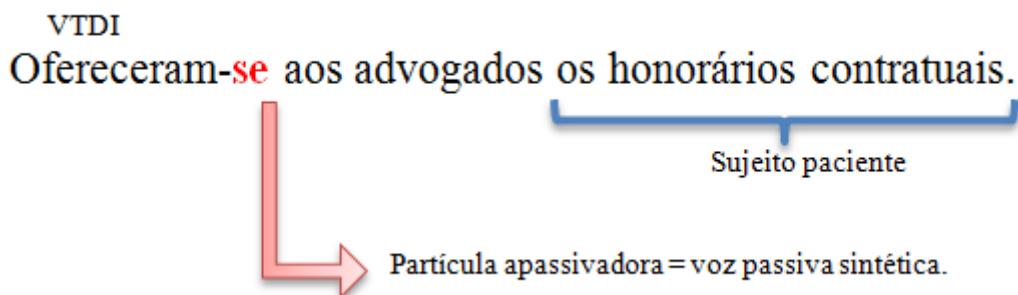 VTDI
Ofereceram-se aos advogados os honorários contratuais.
Sujeito paciente
Partícula apassivadora = voz passiva sintética.